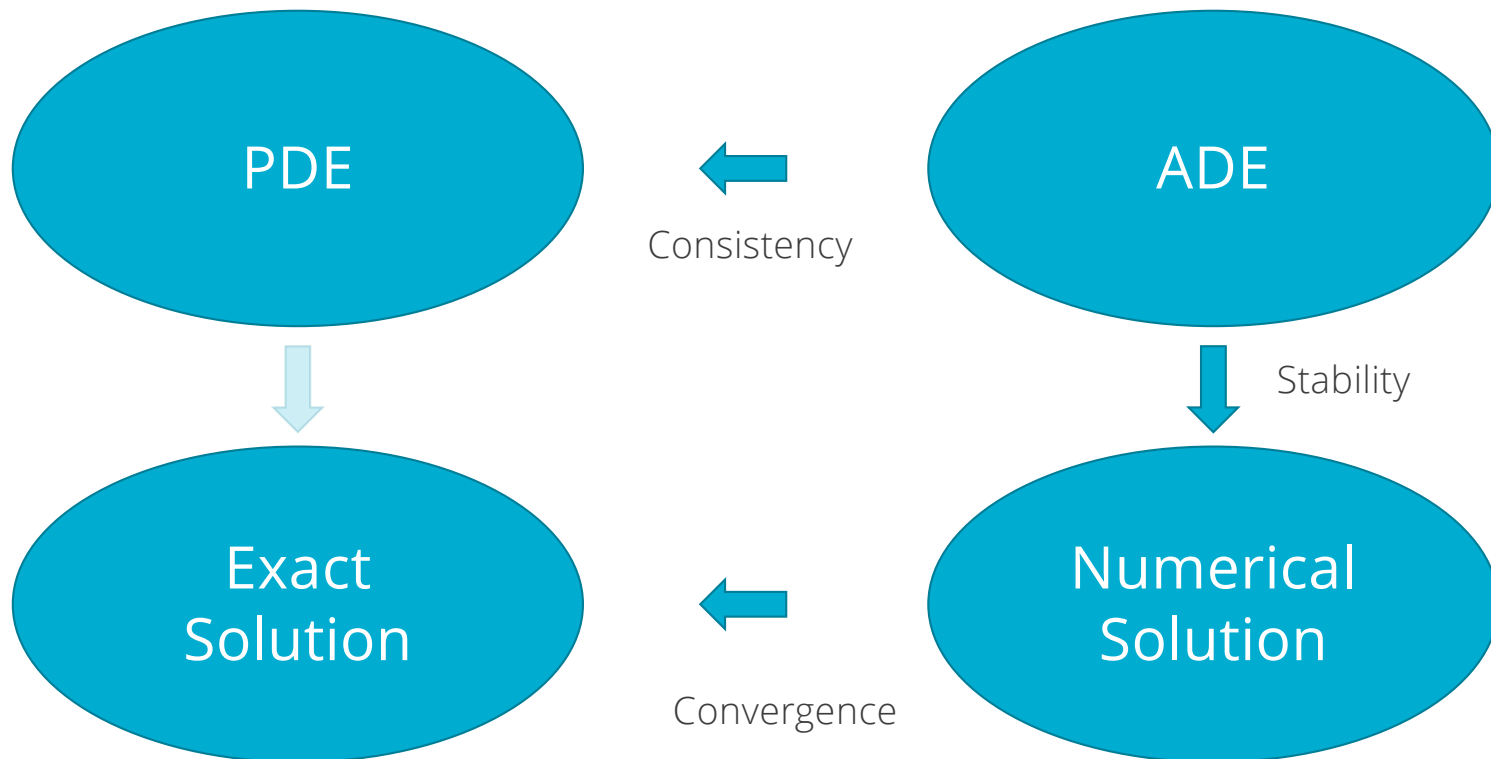 PDE
ADE
Consistency
Stability
Exact
Solution
Numerical
Solution
Convergence